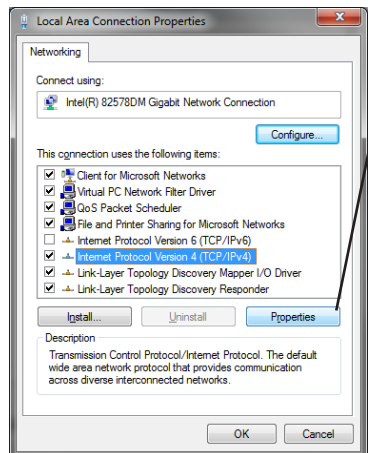 Local Area Connection Properties
Networking
Connect using:
Intel(R) 82578DM Gigabit Network Connection
Configure...
This connection uses the following items:
Client for Microsoft Networks
Virtual PC Network Filter Driver
QoS Packet Scheduler
File and Printer Sharing for Microsoft Networks
Internet Protocol Version 6 (TCP/IPv6)
Internet Protocol Version 4 (TCP/IPv4)
Link-Layer Topology Discovery Mapper I/O Driver
Link-Layer Topology Discovery Responder
Install... Uninstall Properties
Description
Transmission Control Protocol/Internet Protocol. The default
wide area network protocol that provides communication
across diverse interconnected networks.
OK Cancel